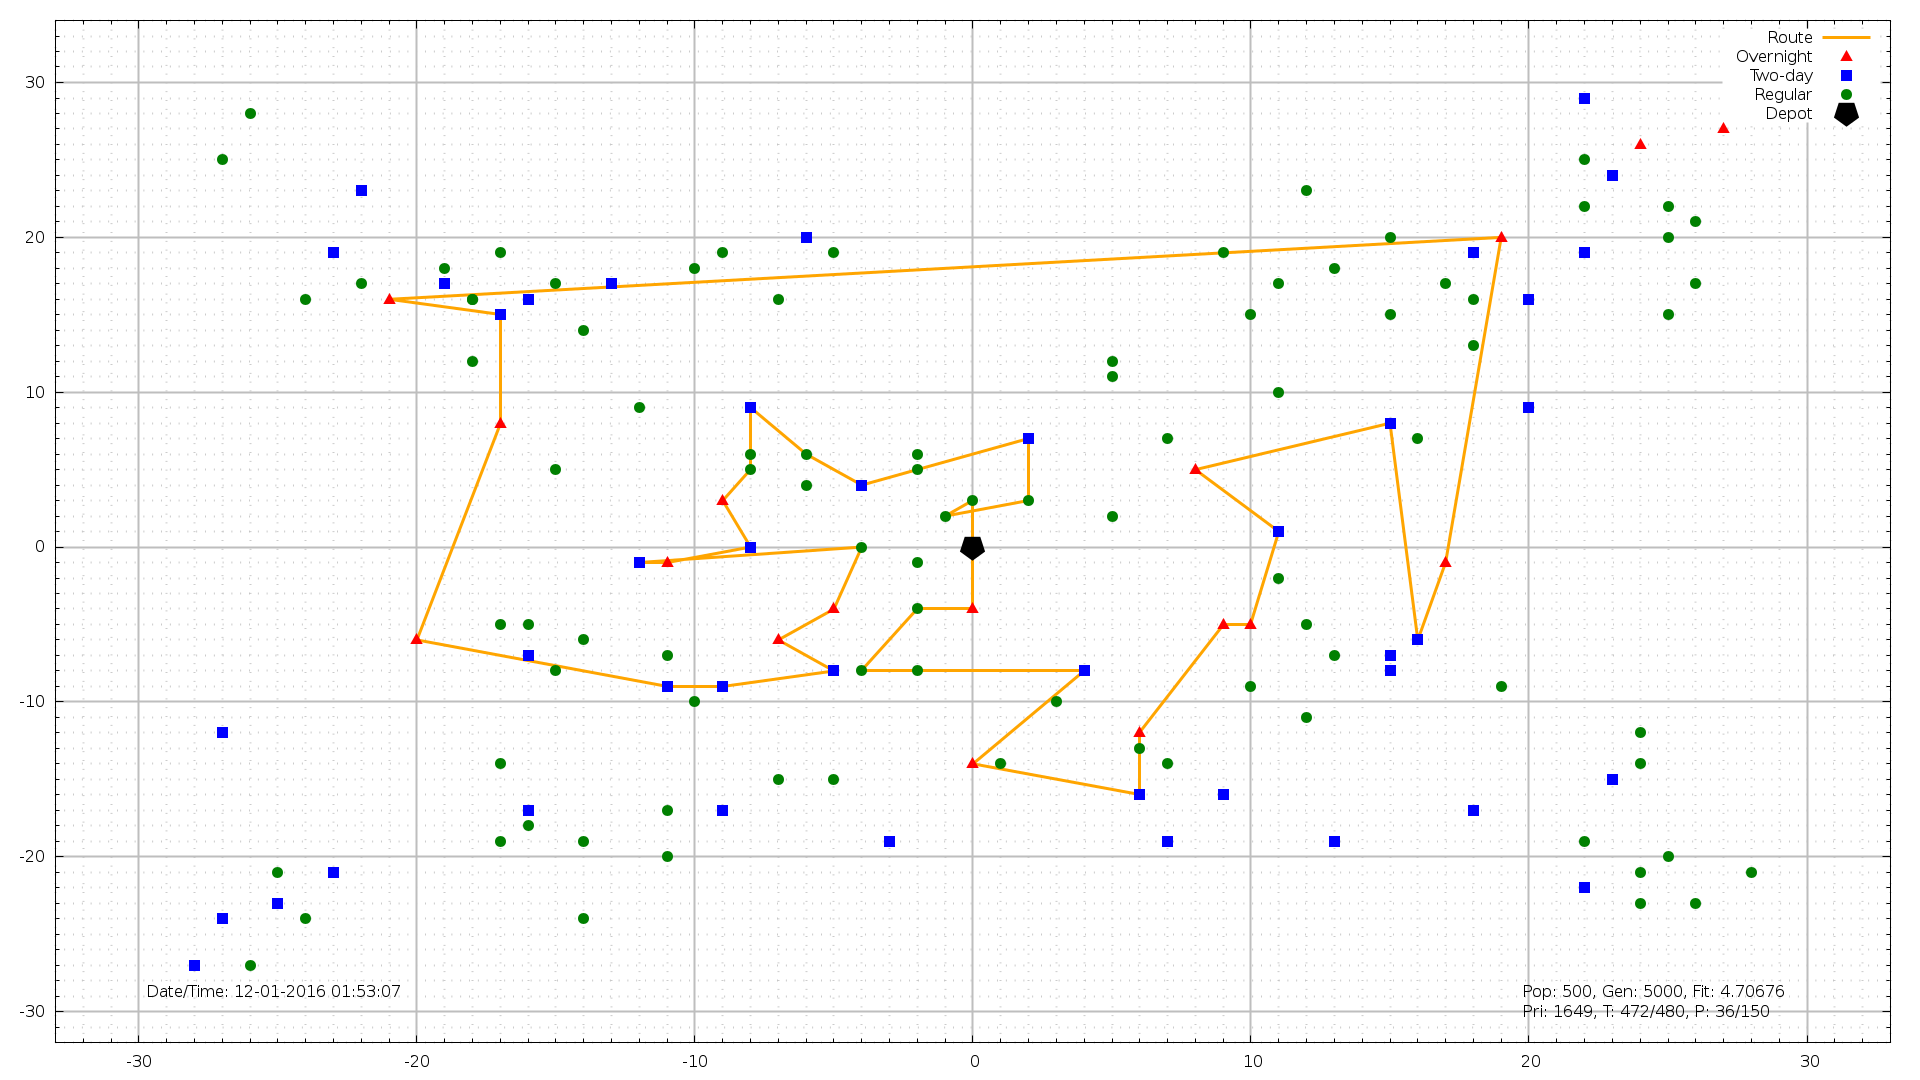 Route
Overnight
Two-day
Regular
Depot
30
20
10
0
-10
-20
-30
Date/Time: 12-01-2016 01:53:07
Pop: 500, Gen: 5000, Fit: 4.70676
Pri: 1649, T: 472/480, P: 36/150
-30 -20 -10 0 10 20 30